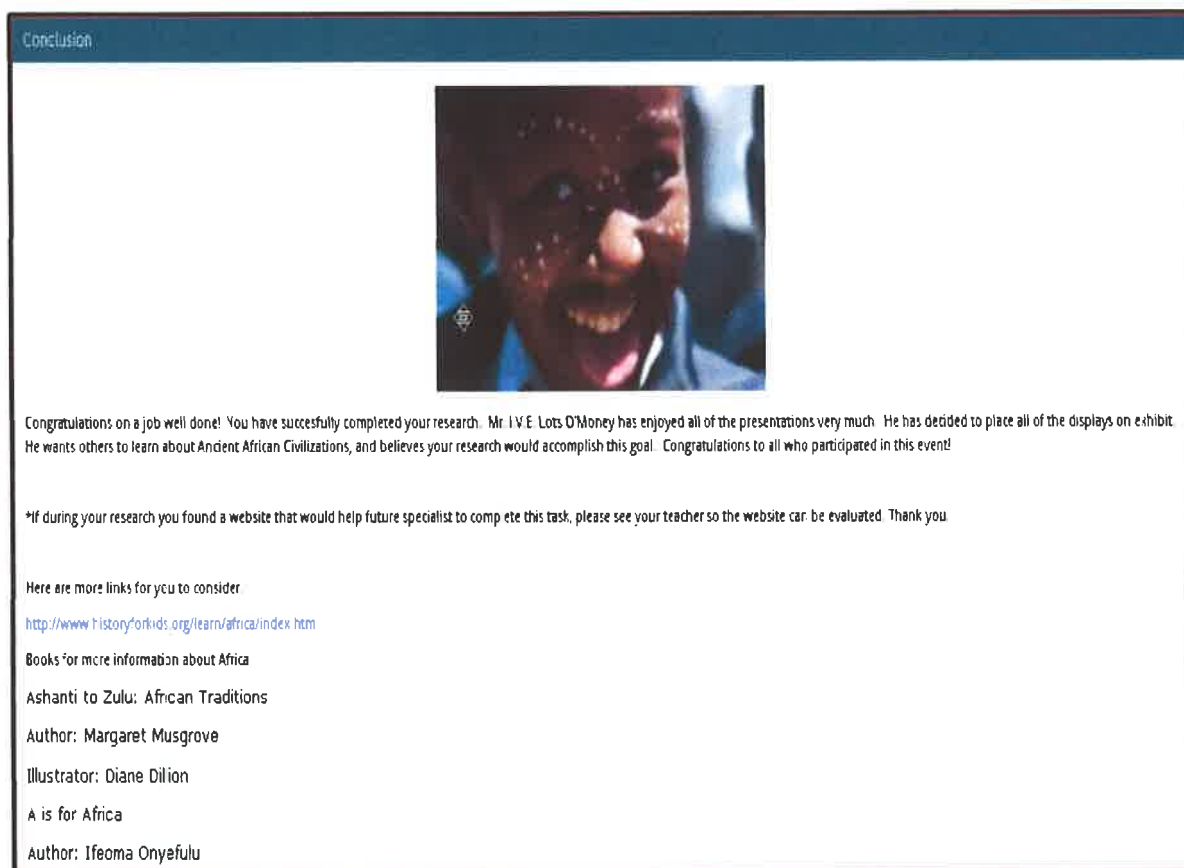 Conclusion
Congratulations on a job well done! You have succesfully completed your research. Mr. I.V.E. Lots O'Money has enjoyed all of the presentations very much. He has decided to place all of the displays on exhibit.
He wants others to learn about Ancient African Civilizations, and believes your research would accomplish this goal. Congratulations to all who participated in this event!
*If during your research you found a website that would help future specialist to complete this task, please see your teacher so the website can be evaluated. Thank you.
Here are more links for you to consider.
http://www.historyforkids.org/learn/africa/index.htm
Books for more information about Africa
Ashanti to Zulu: African Traditions
Author: Margaret Musgrove
Illustrator: Diane Dillon
A is for Africa
Author: Ifeoma Onyefulu